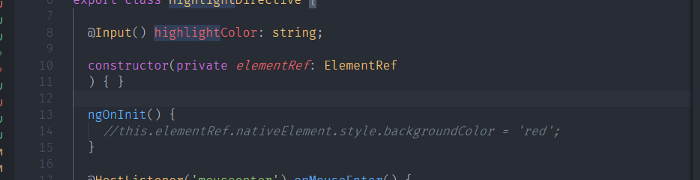 6 export class HighlightDirective {
7
8 @Input() highlightColor: string;
9
10 constructor(private elementRef: ElementRef
11 ) { }
12
13 ngOnInit() {
14 //this.elementRef.nativeElement.style.backgroundColor = 'red';
15 }
16
17 @HostListener('mouseenter') onMouseEnter() {